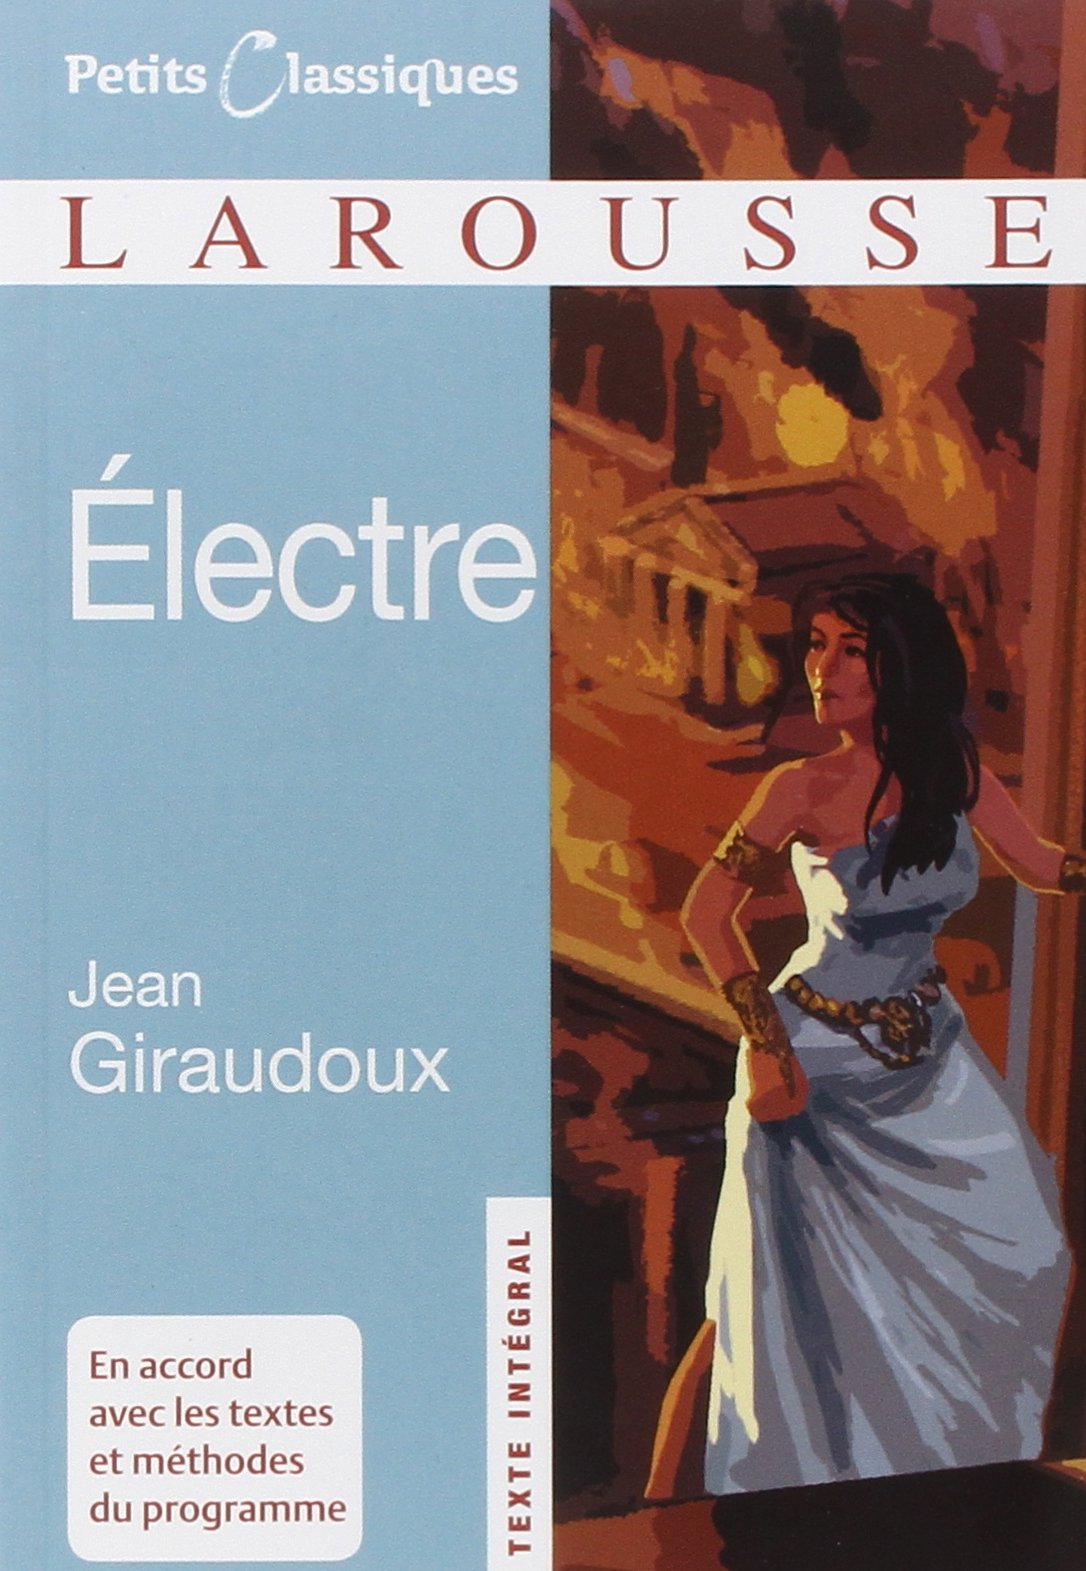 Petits Classiques
LAROUSSE
Électre
Jean
Giraudoux
TEXTE INTÉGRAL
En accord
avec les textes
et méthodes
du programme